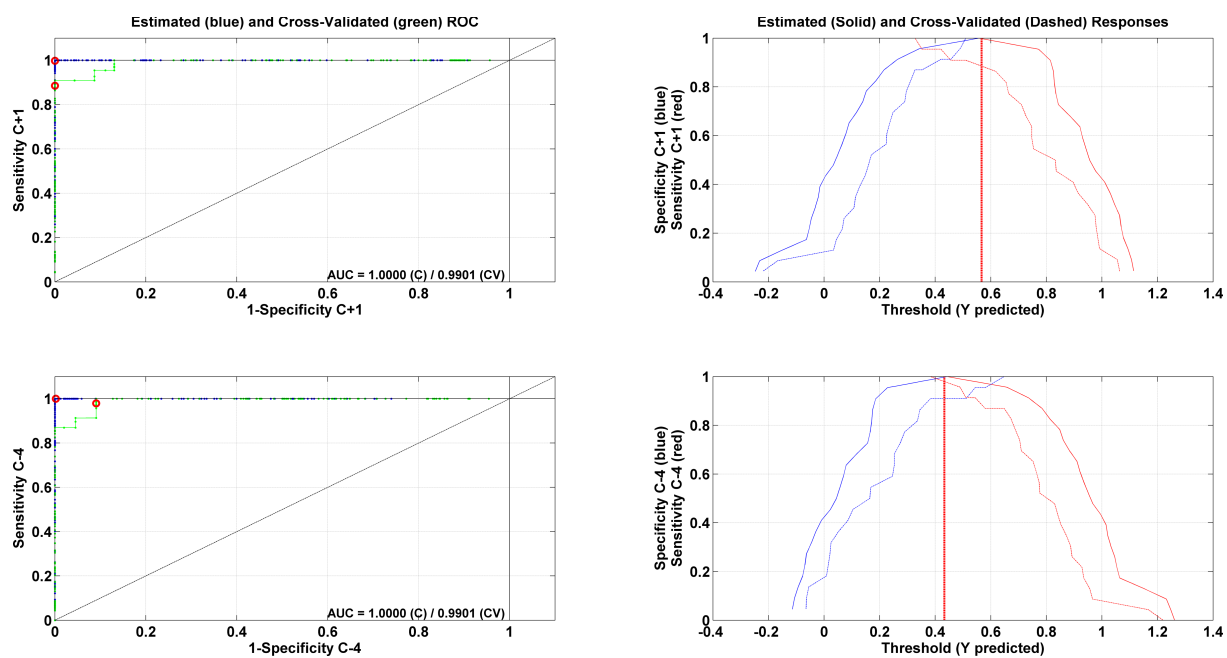 Estimated (blue) and Cross-Validated (green) ROC
1
0.8
0.6
0.4
0.2
0
Sensitivity C+1
AUC = 1.0000 (C) / 0.9901 (CV)
0 0.2 0.4 0.6 0.8 1
1-Specificity C+1
Estimated (Solid) and Cross-Validated (Dashed) Responses
1
0.8
0.6
0.4
0.2
0
Specificity C+1 (blue)
Sensitivity C+1 (red)
-0.4 -0.2 0 0.2 0.4 0.6 0.8 1 1.2 1.4
Threshold (Y predicted)
1
0.8
0.6
0.4
0.2
0
Sensitivity C-4
AUC = 1.0000 (C) / 0.9901 (CV)
0 0.2 0.4 0.6 0.8 1
1-Specificity C-4
1
0.8
0.6
0.4
0.2
0
Specificity C-4 (blue)
Sensitivity C-4 (red)
-0.4 -0.2 0 0.2 0.4 0.6 0.8 1 1.2 1.4
Threshold (Y predicted)